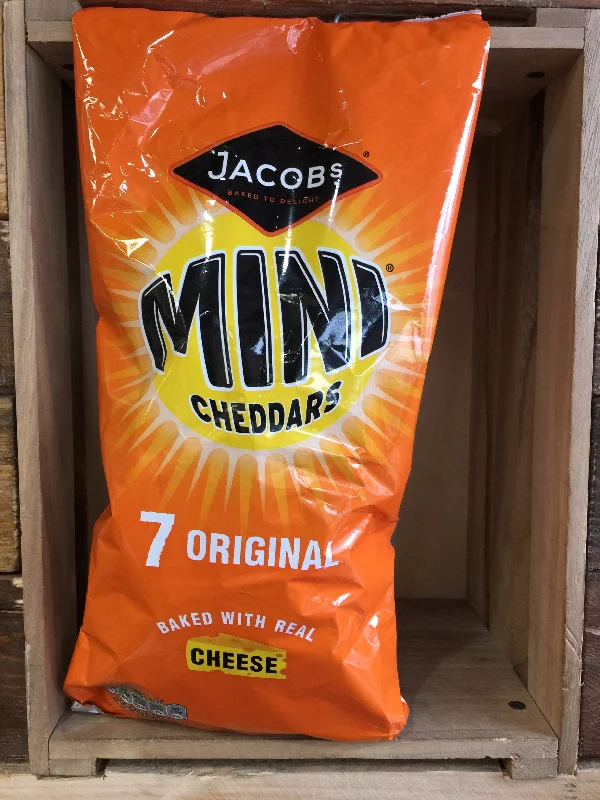 JACOBS
BAKED TO DELIGHT
MINI
CHEDDARS
7 ORIGINAL
BAKED WITH REAL
CHEESE